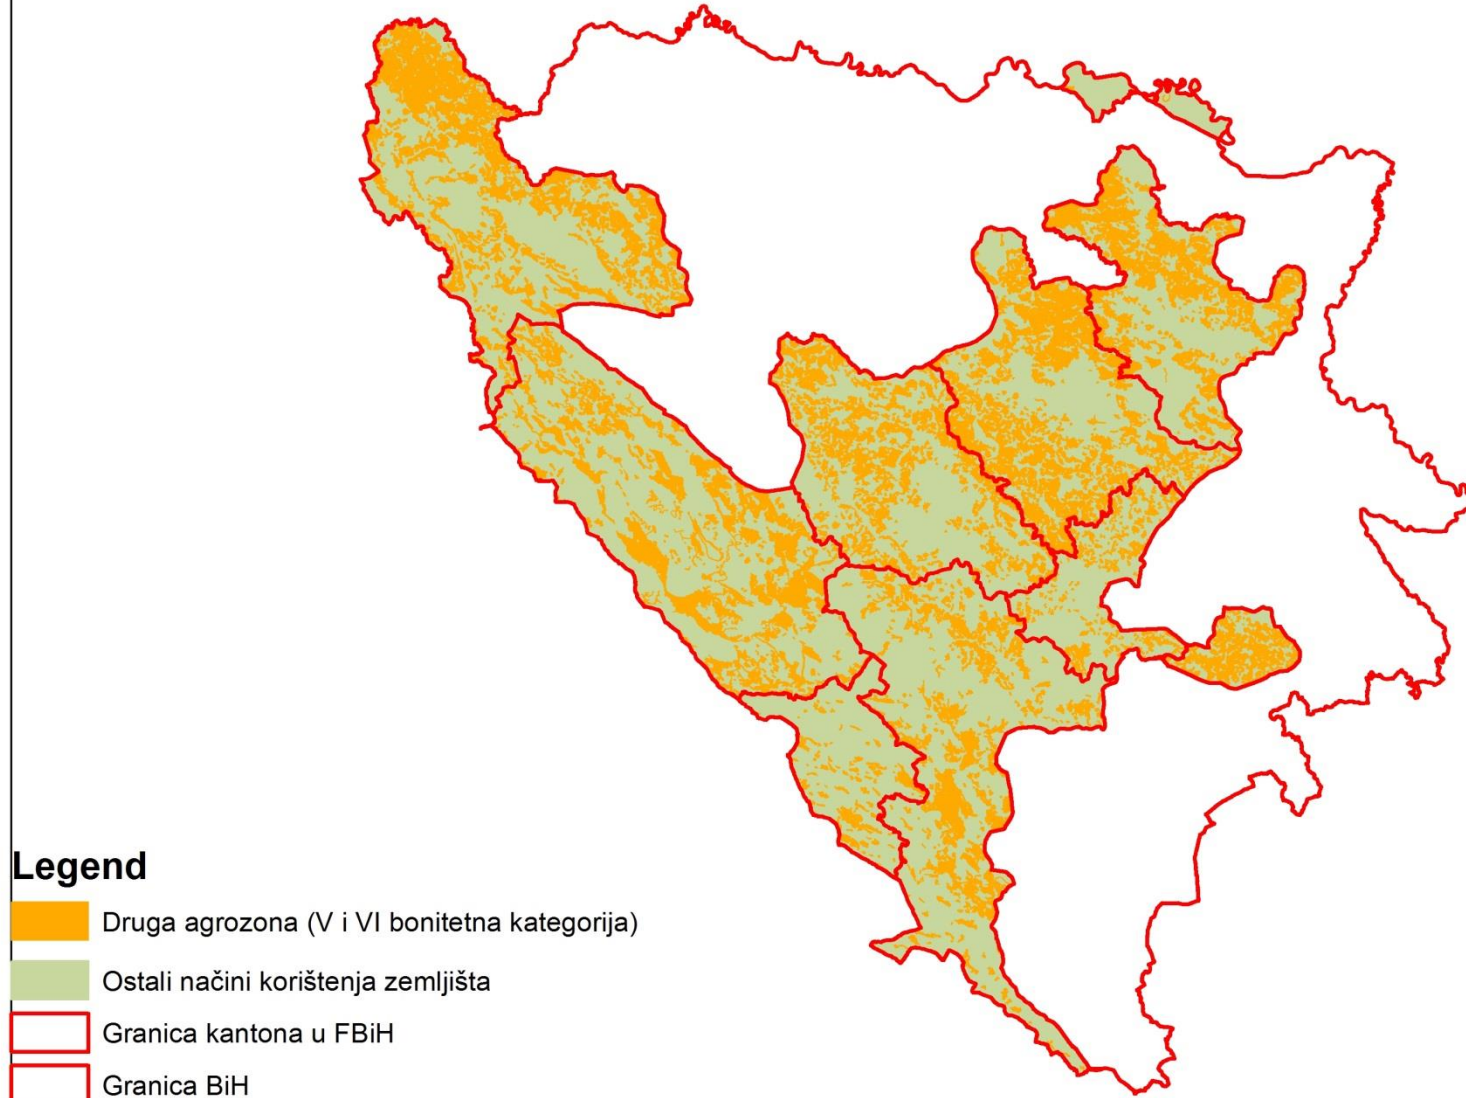 Legend
Druga agrozona (V i VI bonitetna kategorija)
Ostali načini korištenja zemljišta
Granica kantona u FBiH
Granica BiH